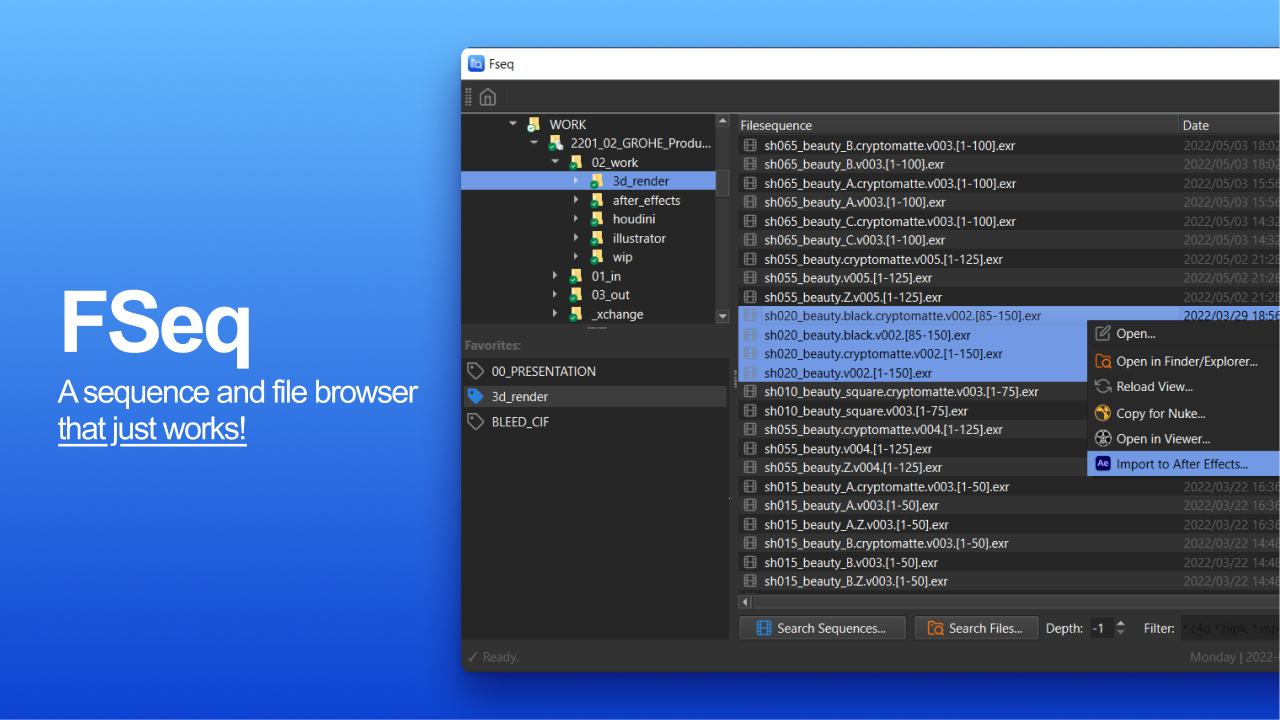 FSeq
A sequence and file browser
that just works!
Fseq
WORK
2201_02_GROHE_Produ...
02_work
3d_render
after_effects
houdini
illustrator
wip
01_in
03_out
_xchange
Favorites:
00_PRESENTATION
3d_render
BLEED_CIF
Filesequence Date
sh065_beauty_B.cryptomatte.v003.[1-100].exr 2022/05/03 18:02
sh065_beauty_B.v003.[1-100].exr 2022/05/03 18:02
sh065_beauty_A.cryptomatte.v003.[1-100].exr 2022/05/03 15:56
sh065_beauty_A.v003.[1-100].exr 2022/05/03 15:56
sh065_beauty_C.cryptomatte.v003.[1-100].exr 2022/05/03 14:32
sh065_beauty_C.v003.[1-100].exr 2022/05/03 14:32
sh055_beauty.cryptomatte.v005.[1-125].exr 2022/05/02 21:28
sh055_beauty.v005.[1-125].exr 2022/05/02 21:28
sh055_beauty.Z.v005.[1-125].exr 2022/05/02 21:28
sh020_beauty.black.cryptomatte.v002.[85-150].exr 2022/03/29 18:56
sh020_beauty.black.v002.[85-150].exr
sh020_beauty.cryptomatte.v002.[1-150].exr
sh020_beauty.v002.[1-150].exr
sh010_beauty_square.cryptomatte.v003.[1-75].exr
sh010_beauty_square.v003.[1-75].exr
sh055_beauty.cryptomatte.v004.[1-125].exr
sh055_beauty.v004.[1-125].exr
sh055_beauty.Z.v004.[1-125].exr
sh015_beauty_A.cryptomatte.v003.[1-50].exr 2022/03/22 16:36
sh015_beauty_A.v003.[1-50].exr 2022/03/22 16:36
sh015_beauty_A.Z.v003.[1-50].exr 2022/03/22 16:36
sh015_beauty_B.cryptomatte.v003.[1-50].exr 2022/03/22 14:48
sh015_beauty_B.v003.[1-50].exr 2022/03/22 14:48
sh015_beauty_B.Z.v003.[1-50].exr 2022/03/22 14:48
Open...
Open in Finder/Explorer...
Reload View...
Copy for Nuke...
Open in Viewer...
Ae Import to After Effects...
Search Sequences... Search Files... Depth: -1 Filter: *.c4d *.hiplc *.mp
✓ Ready. Monday | 2022-